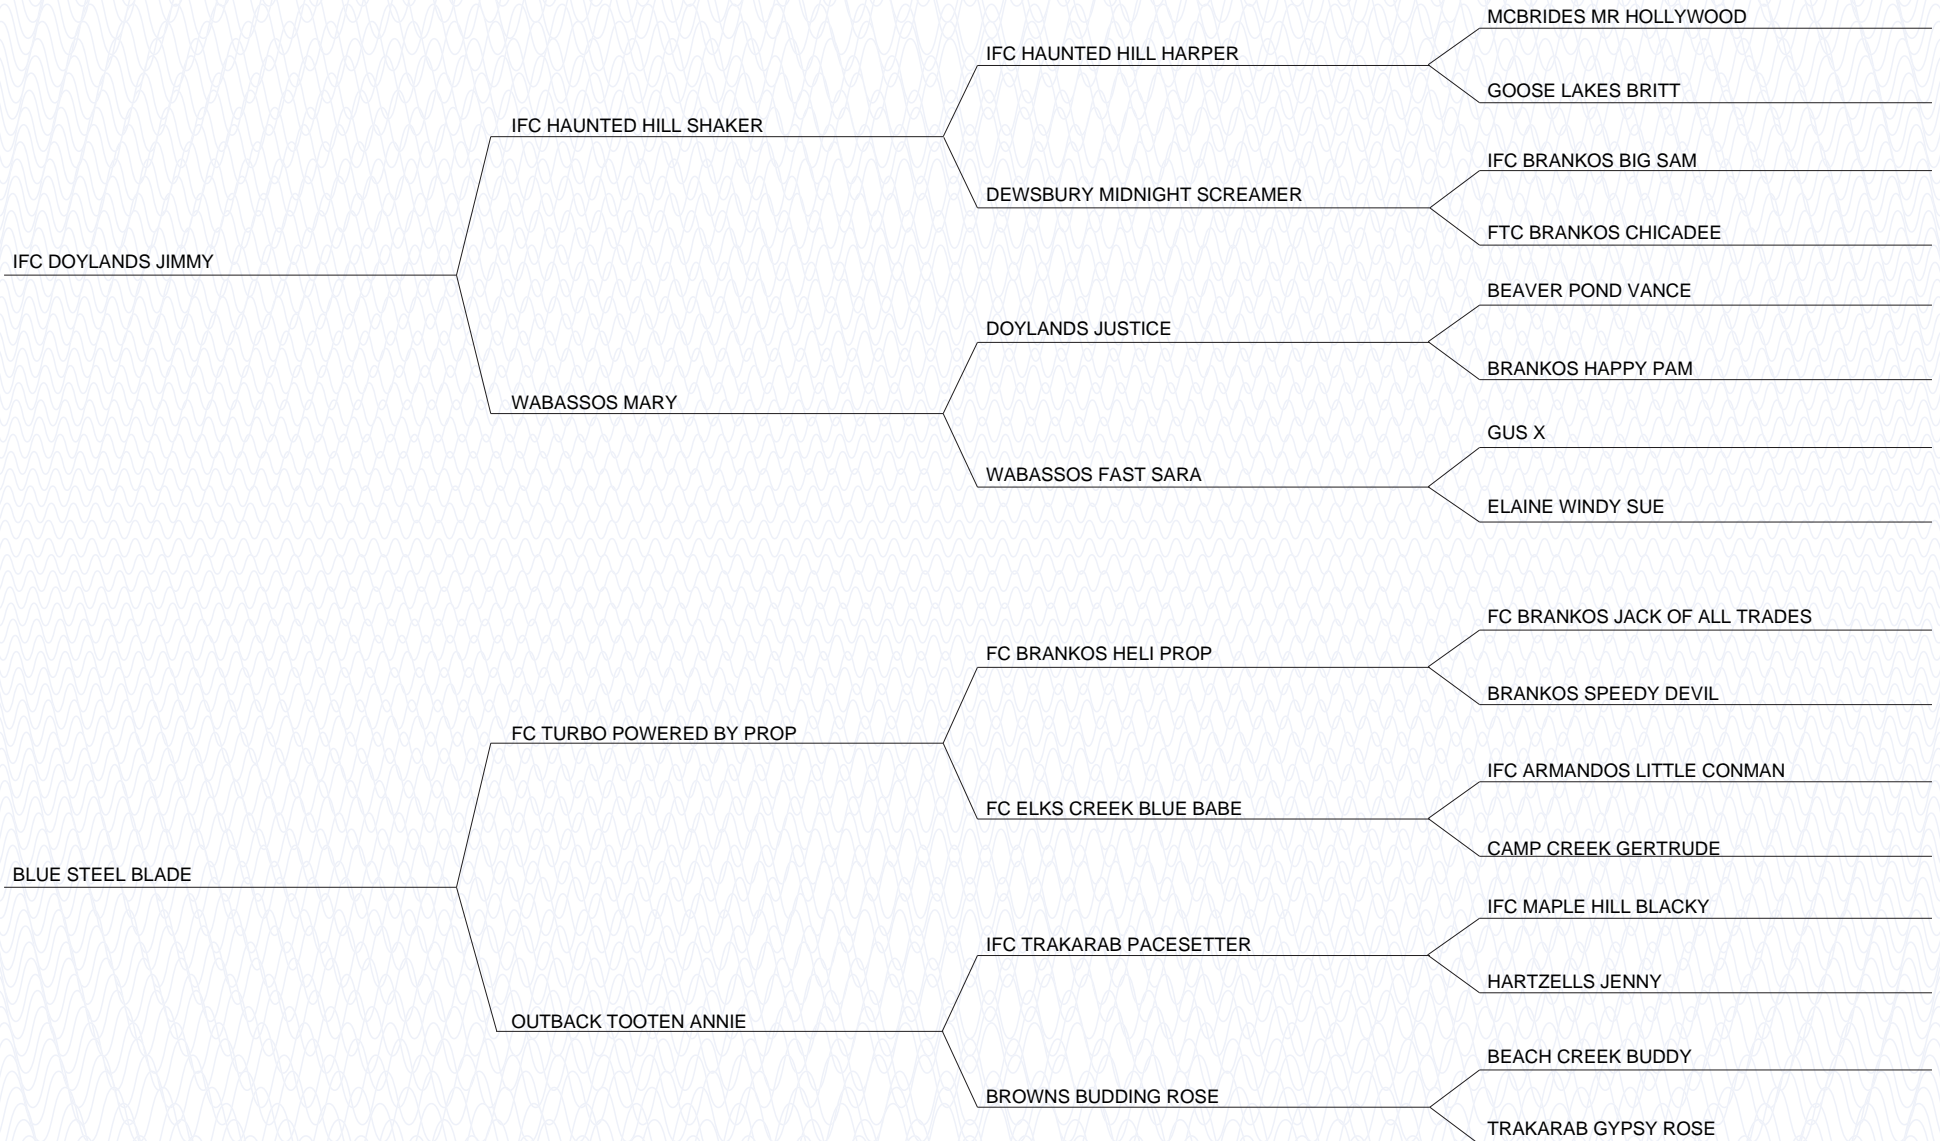 MCBRIDES MR HOLLYWOOD
IFC HAUNTED HILL HARPER
GOOSE LAKES BRITT
IFC HAUNTED HILL SHAKER
IFC BRANKOS BIG SAM
DEWSBURY MIDNIGHT SCREAMER
FTC BRANKOS CHICADEE
IFC DOYLANDS JIMMY
BEAVER POND VANCE
DOYLANDS JUSTICE
BRANKOS HAPPY PAM
WABASSOS MARY
GUS X
WABASSOS FAST SARA
ELAINE WINDY SUE
FC BRANKOS JACK OF ALL TRADES
FC BRANKOS HELI PROP
BRANKOS SPEEDY DEVIL
FC TURBO POWERED BY PROP
IFC ARMANDOS LITTLE CONMAN
FC ELKS CREEK BLUE BABE
CAMP CREEK GERTRUDE
BLUE STEEL BLADE
IFC MAPLE HILL BLACKY
IFC TRAKARAB PACESETTER
HARTZELLS JENNY
OUTBACK TOOTEN ANNIE
BEACH CREEK BUDDY
BROWNS BUDDING ROSE
TRAKARAB GYPSY ROSE